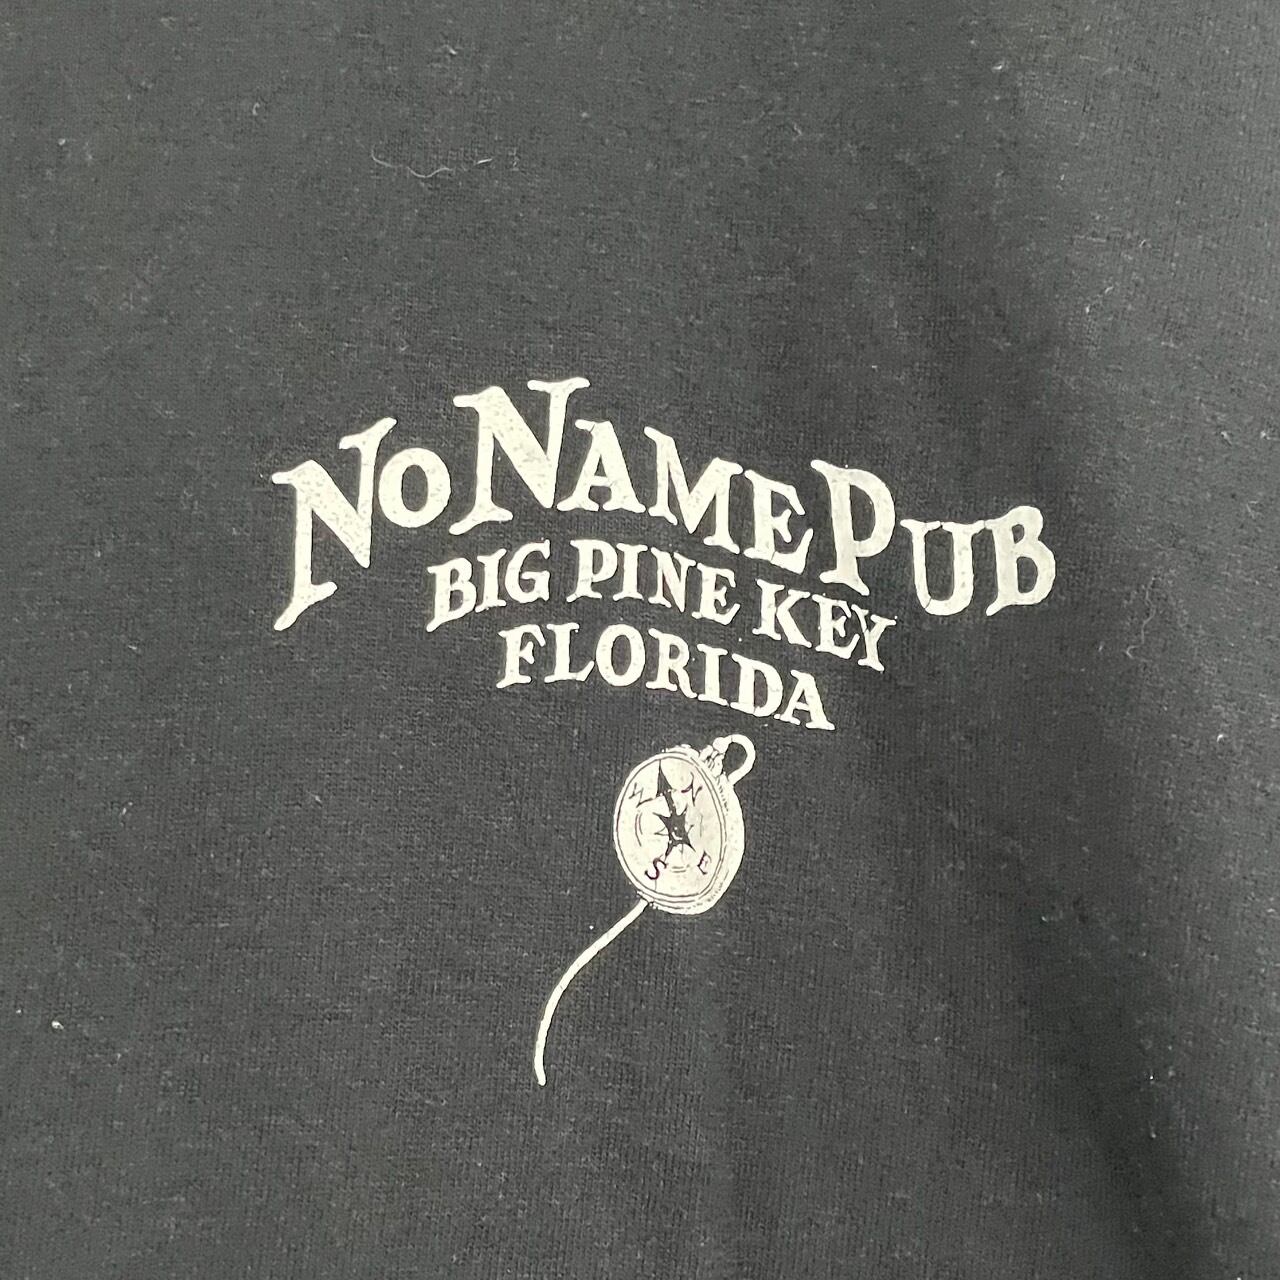 NO NAME PUB
BIG PINE KEY
FLORIDA
W N
S E